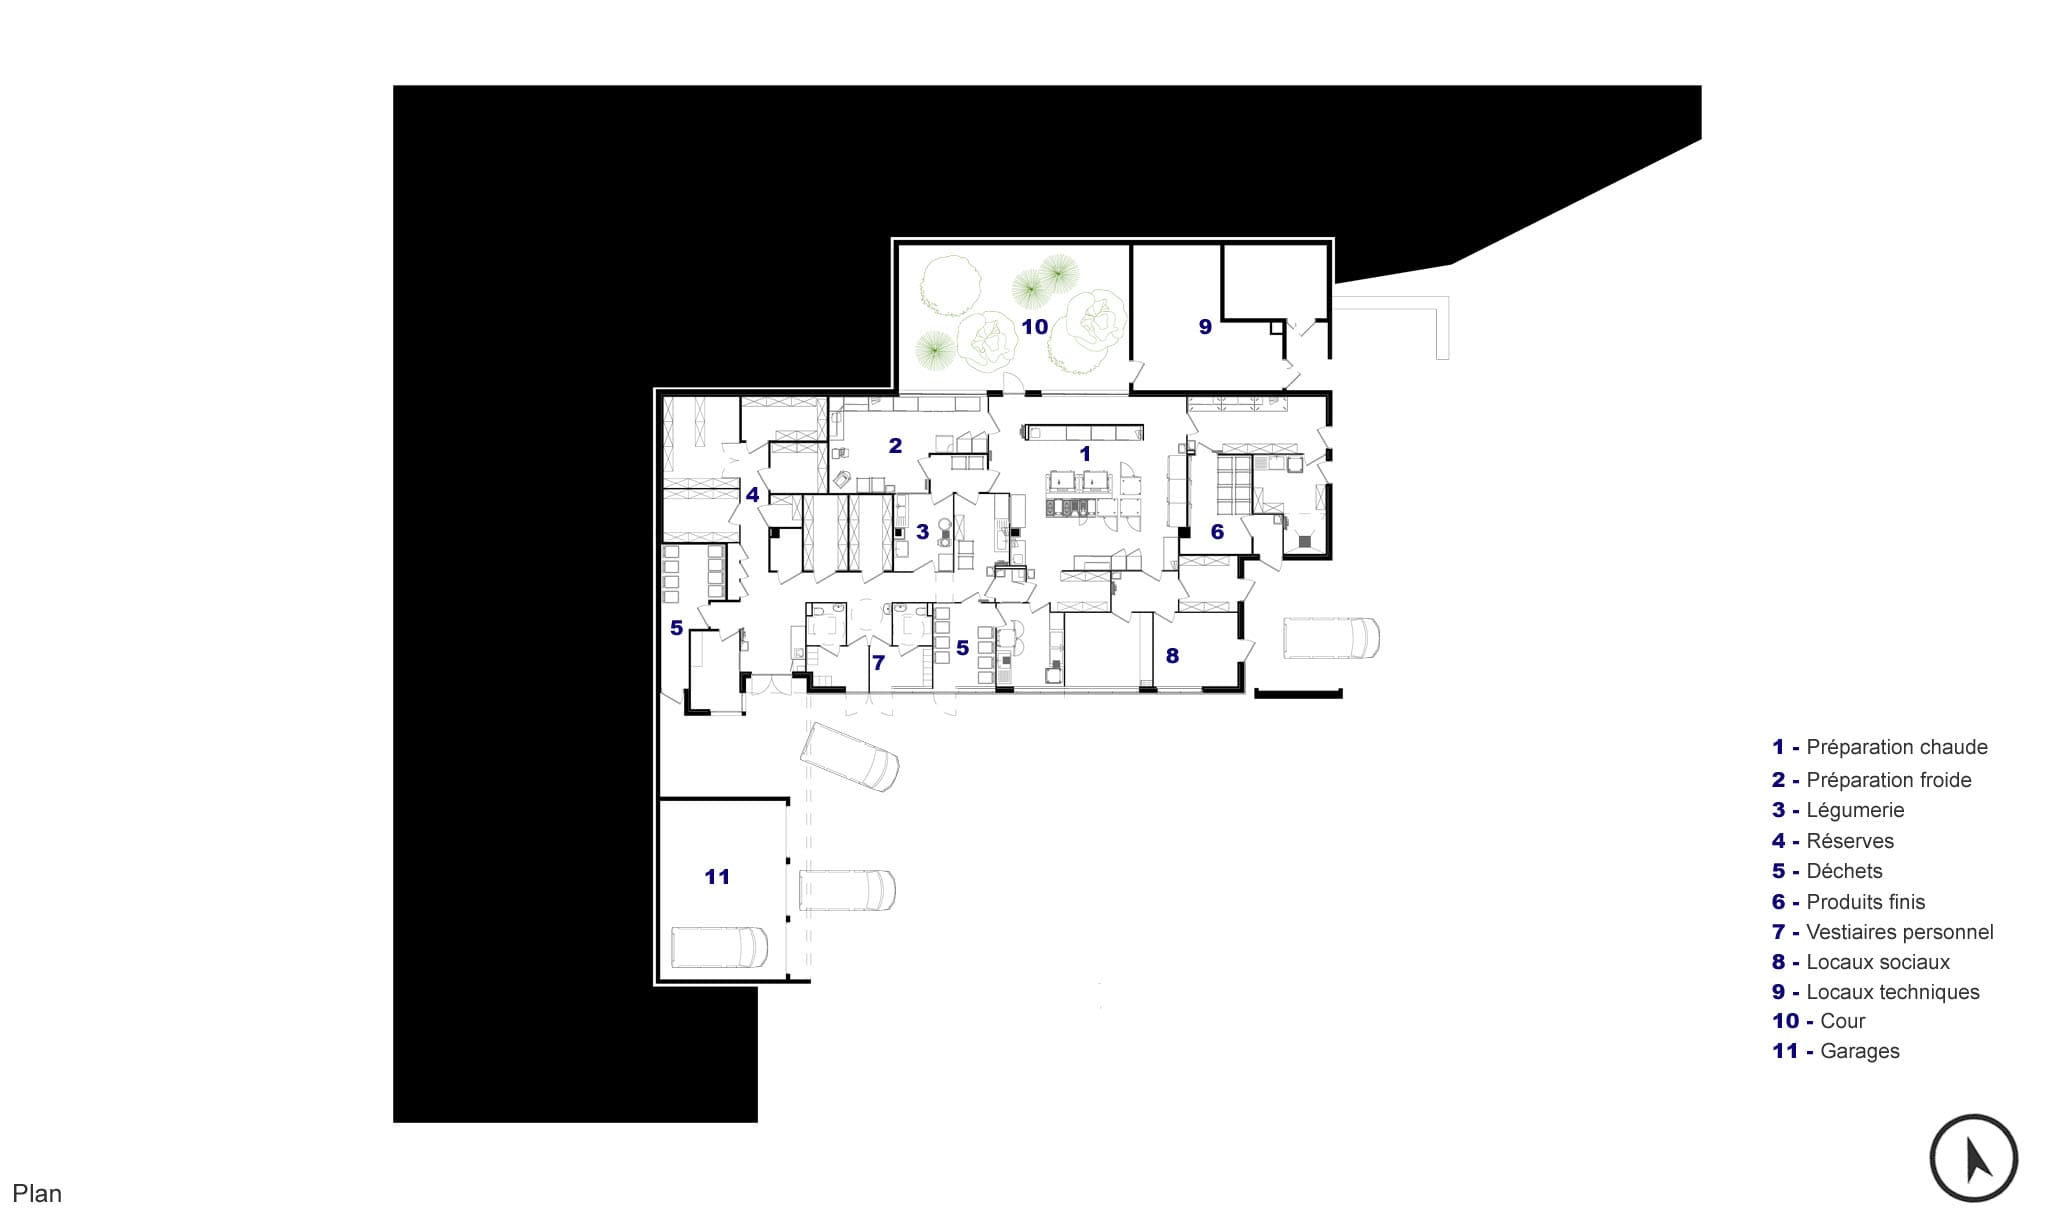 10
9
2
1
4
3
6
5
5
7
8
11
1 - Préparation chaude
2 - Préparation froide
3 - Légumerie
4 - Réserves
5 - Déchets
6 - Produits finis
7 - Vestiaires personnel
8 - Locaux sociaux
9 - Locaux techniques
10 - Cour
11 - Garages
Plan